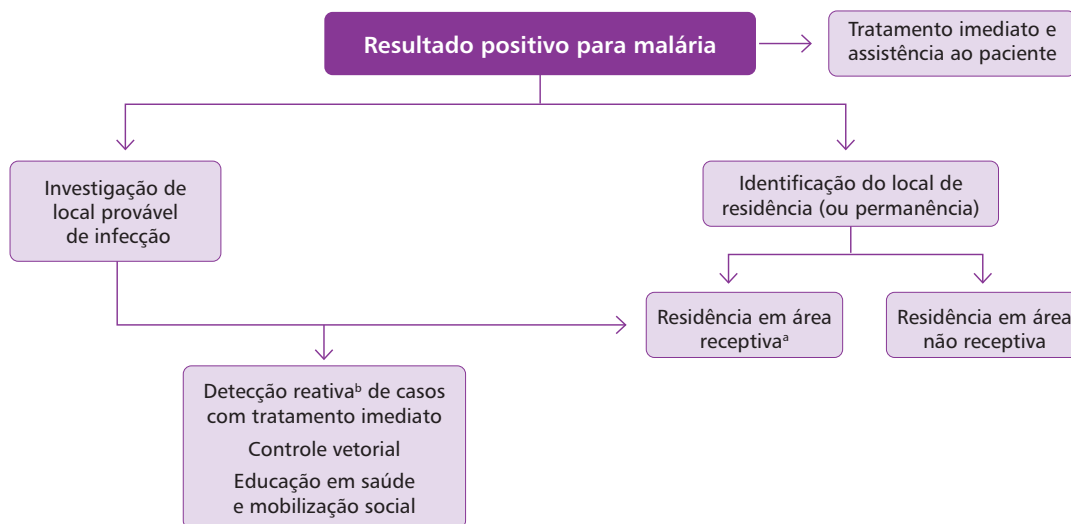 Resultado positivo para malária
Tratamento imediato e
assistência ao paciente
Investigação de
local provável
de infecção
Identificação do local de
residência (ou permanência)
Residência em área
receptivaᵃ
Residência em área
não receptiva
Detecção reativaᵇ de casos
com tratamento imediato
Controle vetorial
Educação em saúde
e mobilização social